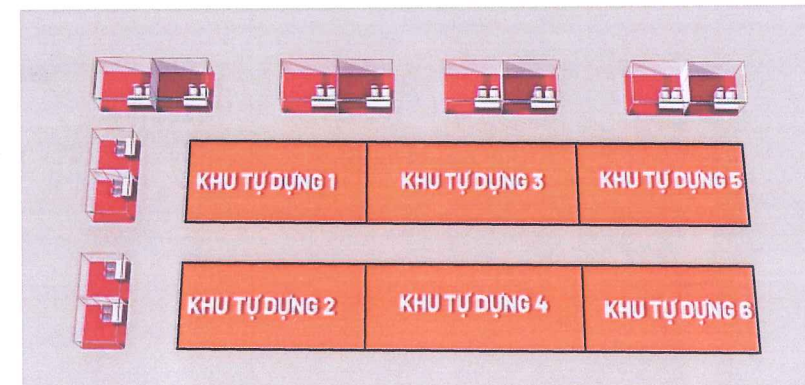 KHU TỰ DỰNG 1
KHU TỰ DỰNG 3
KHU TỰ DỰNG 5
KHU TỰ DỰNG 2
KHU TỰ DỰNG 4
KHU TỰ DỰNG 6